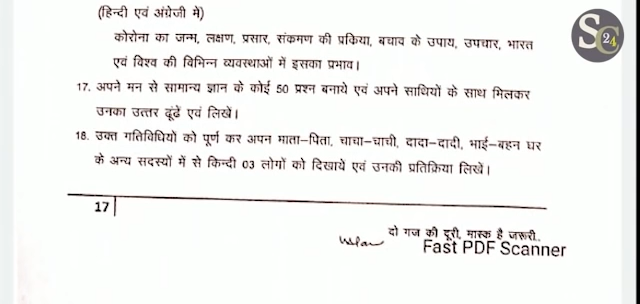 (हिन्दी एवं अंग्रेजी में)
कोरोना का जन्म, लक्षण, प्रसार, संकमण की प्रकिया, बचाव के उपाय, उपचार, भारत
एवं विश्व की विभिन्न व्यवस्थाओं में इसका प्रभाव।
17. अपने मन से सामान्य ज्ञान के कोई 50 प्रश्न बनाये एवं अपने साथियों के साथ मिलकर
उनका उत्तर ढूंढें एवं लिखें।
18. उक्त गतिविधियों को पूर्ण कर अपन माता-पिता, चाचा-चाची, दादा-दादी, भाई-बहन घर
के अन्य सदस्यों में से किन्दी 03 लोगों को दिखाये एवं उनकी प्रतिक्रिया लिखें।
17
दो गज की दूरी, मास्क है जरूरी..
Fast PDF Scanner
SC24